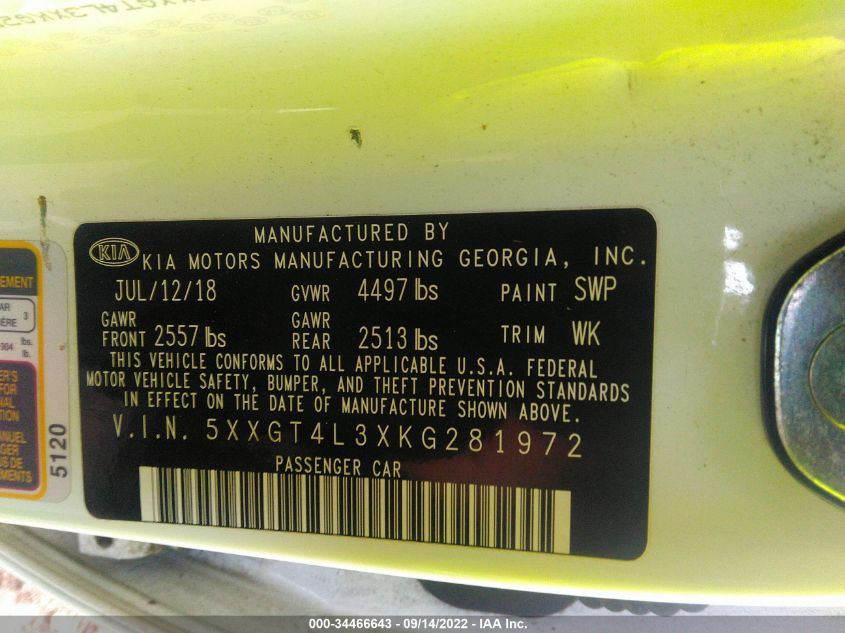 KIA
MANUFACTURED BY
KIA MOTORS MANUFACTURING GEORGIA, INC.
JUL/12/18 GVWR 4497 lbs PAINT SWP
GAWR FRONT 2557 lbs GAWR REAR 2513 lbs TRIM WK
THIS VEHICLE CONFORMS TO ALL APPLICABLE U.S.A. FEDERAL
MOTOR VEHICLE SAFETY, BUMPER, AND THEFT PREVENTION STANDARDS
IN EFFECT ON THE DATE OF MANUFACTURE SHOWN ABOVE.
V.I.N. 5XXGT4L3XKG281972
PASSENGER CAR
5120
000-34466643 - 09/14/2022 - IAA Inc.